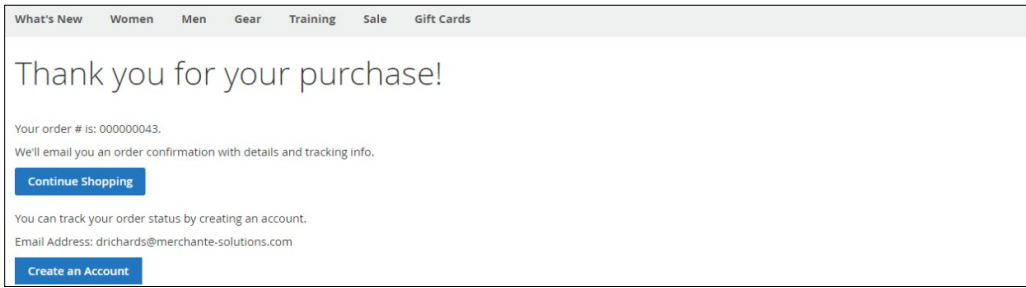 What's New Women Men Gear Training Sale Gift Cards
Thank you for your purchase!
Your order # is: 000000043.
We'll email you an order confirmation with details and tracking info.
Continue Shopping
You can track your order status by creating an account.
Email Address: drichards@merchante-solutions.com
Create an Account